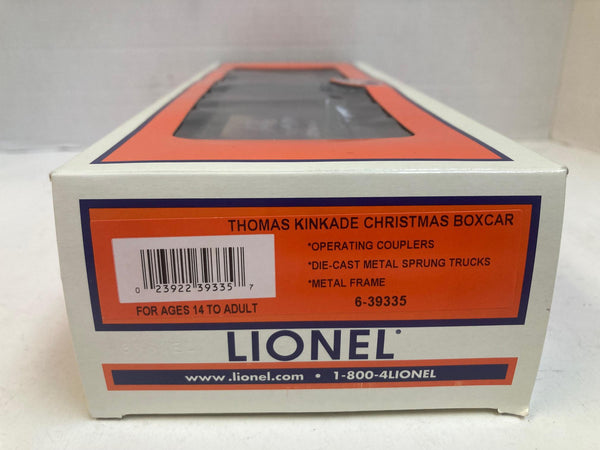 THOMAS KINKADE CHRISTMAS BOXCAR
*OPERATING COUPLERS
*DIE-CAST METAL SPRUNG TRUCKS
*METAL FRAME
6-39335
0 23922 39335 7
FOR AGES 14 TO ADULT
LIONEL
www.lionel.com • 1-800-4LIONEL